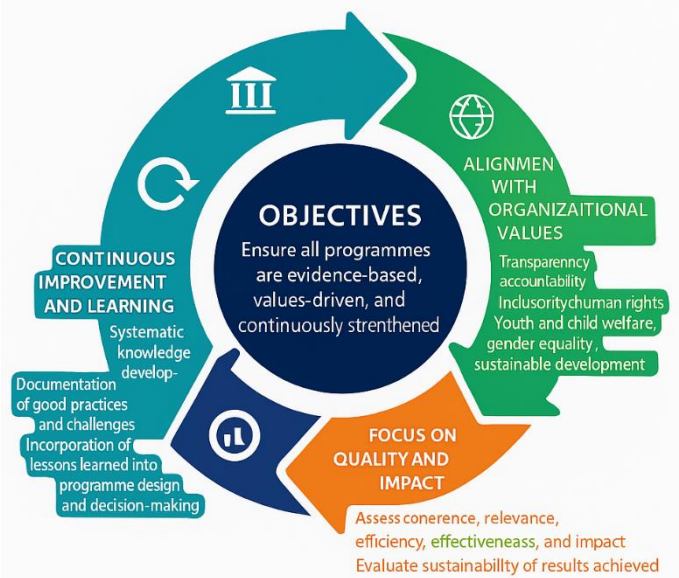 OBJECTIVES
Ensure all programmes
are evidence-based,
values-driven, and
continuously strenthened
ALIGNMEN
WITH
ORGANIZAITIONAL
VALUES
Transparenncy
accountability
Inclusoritychuman rights
Youth and child welfare,
gender equality,
sustainable development
FOCUS ON
QUALITY AND
IMPACT
Assess conerence, relevance,
efficiency, effectiveneass, and impact
Evaluate sustainabillty of results achieved
CONTINUOUS
IMPROVEMENT
AND LEARNING
Systematic
knowledge
develop-
Documentation
of good practices
and challenges
Incorporation of
lessons learned into
programme design
and decision-making